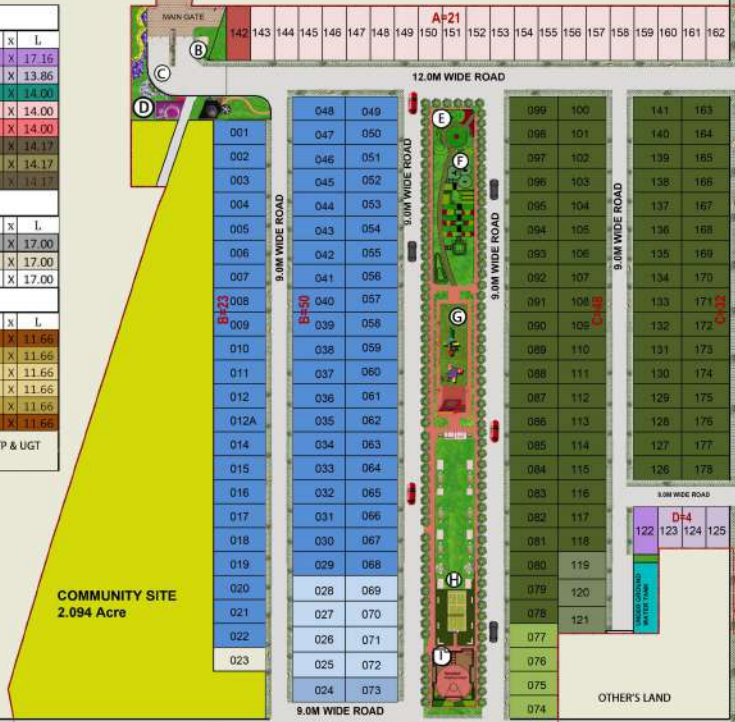 X L
X 17.16
X 13.86
X 14.00
X 14.00
X 14.00
X 14.17
X 14.17
X 14.17
X L
X 17.00
X 17.00
X 17.00
X L
X 11.66
X 11.66
X 11.66
X 11.66
X 11.66
X 11.66
TP & UGT
MAIN GATE
A=21
142 143 144 145 146 147 148 149 150 151 152 153 154 155 156 157 158 159 160 161 162
B
C
D
12.0M WIDE ROAD
E
F
G
H
I
001
002
003
004
005
006
007
008
009
010
011
012
012A
014
015
016
017
018
019
020
021
022
023
B=23
9.0M WIDE ROAD
048 049
047 050
046 051
045 052
044 053
043 054
042 055
041 056
040 057
039 058
038 059
037 060
036 061
035 062
034 063
033 064
032 065
031 066
030 067
029 068
028 069
027 070
026 071
025 072
024 073
B=50
9.0M WIDE ROAD
9.0M WIDE ROAD
9.0M WIDE ROAD
099 100
098 101
097 102
096 103
095 104
094 105
093 106
092 107
091 108
090 109
089 110
088 111
087 112
086 113
085 114
084 115
083 116
082 117
081 118
080 119
079 120
078 121
077
076
075
074
C=48
9.0M WIDE ROAD
141 163
140 164
139 165
138 166
137 167
136 168
135 169
134 170
133 171
132 172
131 173
130 174
129 175
128 176
127 177
126 178
C=32
9.0M WIDE ROAD
D=4
122 123 124 125
UNDER GROUND
WATER TANK
OTHER'S LAND
COMMUNITY SITE
2.094 Acre